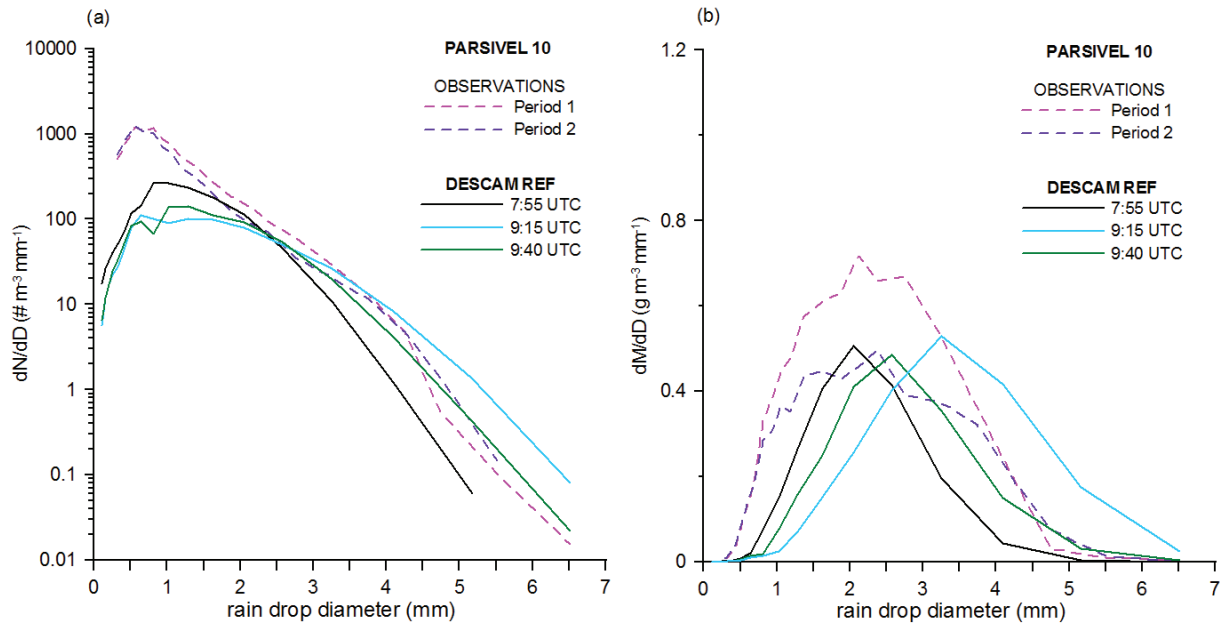 (a)
PARSIVEL 10
OBSERVATIONS
Period 1
Period 2
DESCAM REF
7:55 UTC
9:15 UTC
9:40 UTC
10000
1000
100
10
1
0.1
0.01
dN/dD (# m⁻³ mm⁻¹)
0 1 2 3 4 5 6 7
rain drop diameter (mm)
(b)
PARSIVEL 10
OBSERVATIONS
Period 1
Period 2
DESCAM REF
7:55 UTC
9:15 UTC
9:40 UTC
1.2
0.8
0.4
0
dM/dD (g m⁻³ mm⁻¹)
0 1 2 3 4 5 6 7
rain drop diameter (mm)